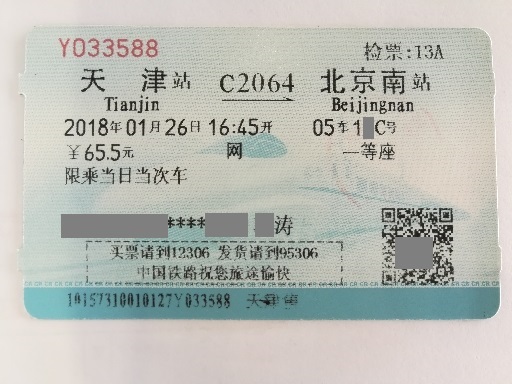 Y033588 检票:13A
天津站 C2064 北京南站
Tianjin Beijingnan
2018年01月26日 16:45开 05车1 C号
￥65.5元 网 一等座
限乘当日当次车
**** 涛
买票请到12306 发货请到95306
中国铁路祝您旅途愉快
10157310010127Y033588 天津售